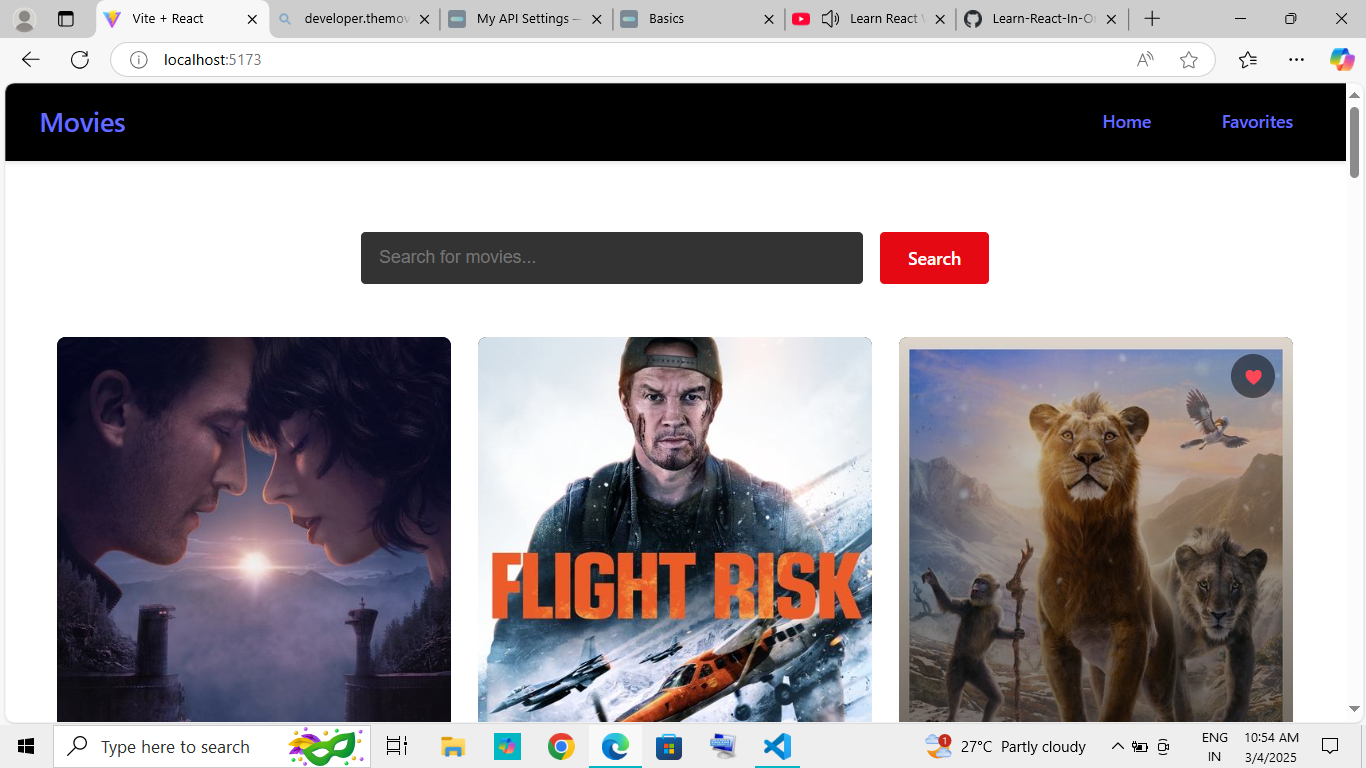 Vite + React
developer.themov
My API Settings —
Basics
Learn React
Learn-React-In-O
localhost:5173
Movies
Home
Favorites
Search for movies...
Search
FLIGHT RISK
Type here to search
27°C Partly cloudy
ENG
IN
10:54 AM
3/4/2025
1